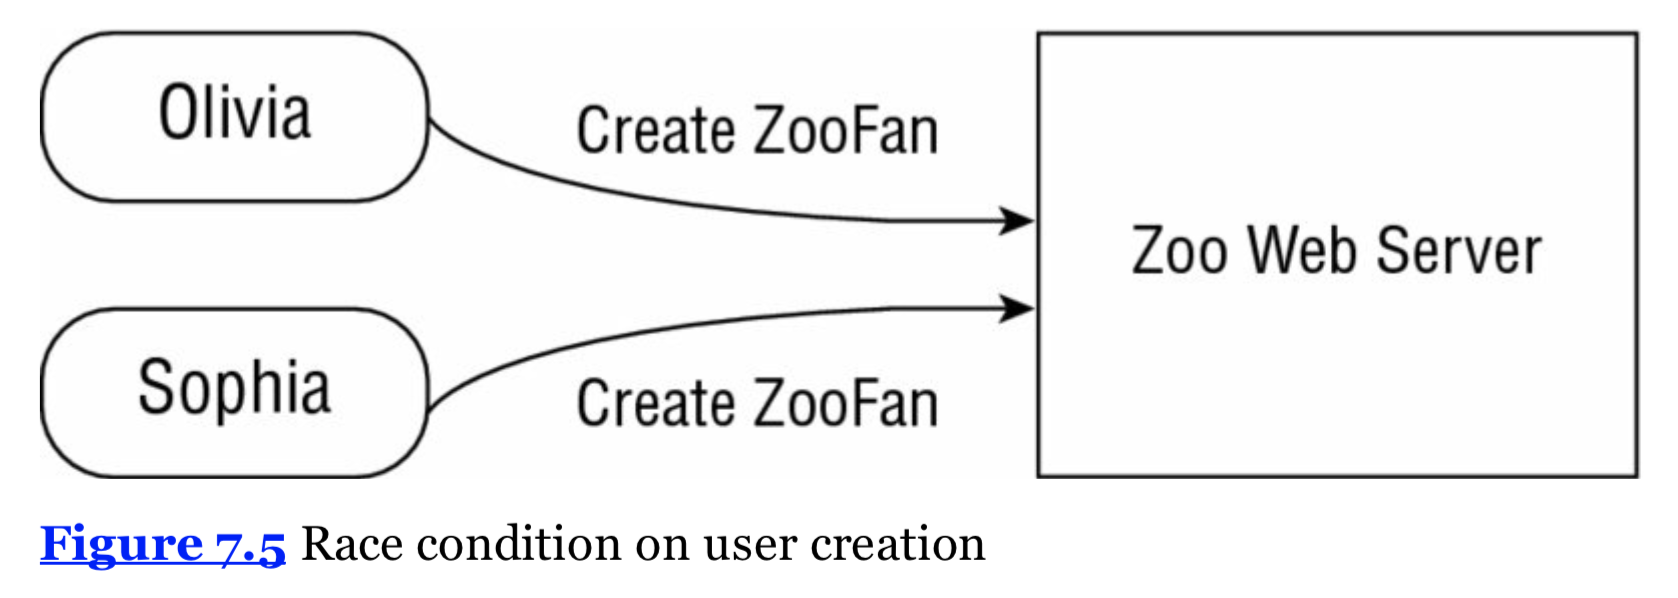 Olivia
Create ZooFan
Zoo Web Server
Sophia
Create ZooFan
Figure 7.5 Race condition on user creation